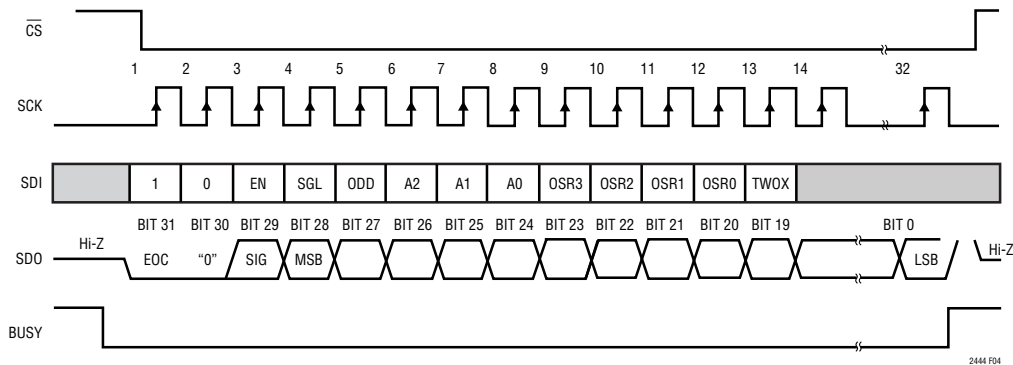 CS
1 2 3 4 5 6 7 8 9 10 11 12 13 14 32
SCK
SDI 1 0 EN SGL ODD A2 A1 A0 OSR3 OSR2 OSR1 OSR0 TWOX
BIT 31 BIT 30 BIT 29 BIT 28 BIT 27 BIT 26 BIT 25 BIT 24 BIT 23 BIT 22 BIT 21 BIT 20 BIT 19 BIT 0
SDO Hi-Z EOC “0” SIG MSB LSB Hi-Z
BUSY
2444 F04